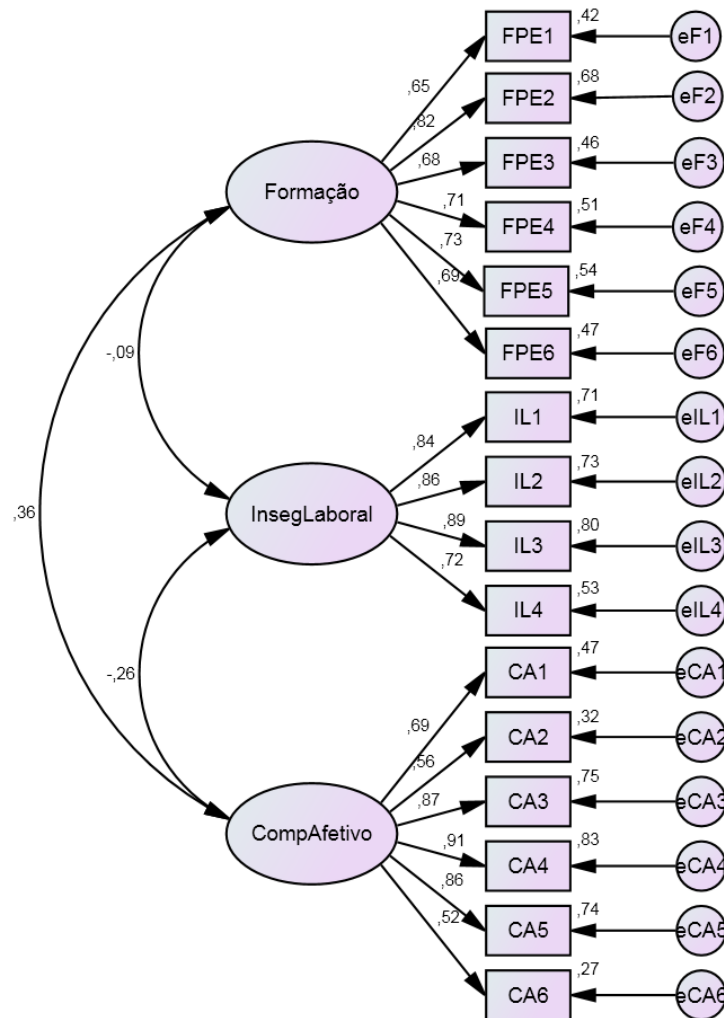 ,42
FPE1
eF1
,65
,68
FPE2
eF2
,82
,46
FPE3
eF3
,68
Formação
,51
FPE4
eF4
,71
,54
FPE5
eF5
,73
,47
FPE6
eF6
,69
-,09
,71
IL1
eIL1
,84
,73
IL2
eIL2
,86
,36
InsegLaboral
,80
IL3
eIL3
,89
,53
IL4
eIL4
,72
-,26
,47
CA1
eCA1
,69
,32
CA2
eCA2
,56
,75
CA3
eCA3
,87
CompAfetivo
,83
CA4
eCA4
,91
,74
CA5
eCA5
,86
,27
CA6
eCA6
,52